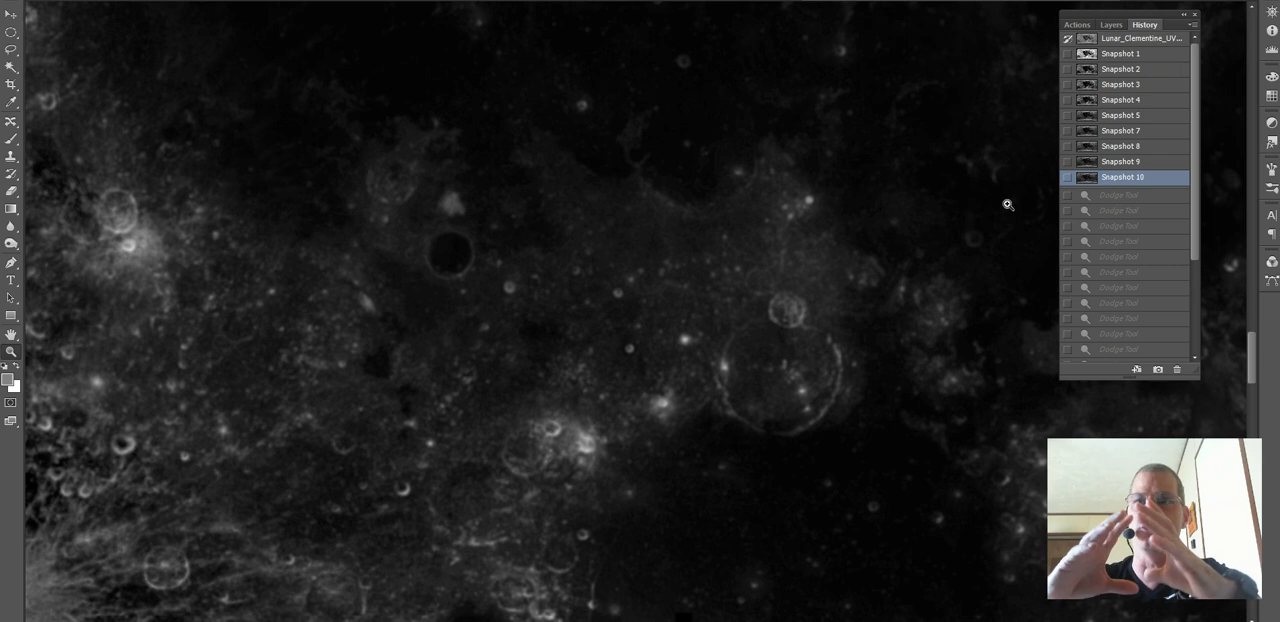 Actions Layers History
Lunar_Clementine_UV...
Snapshot 1
Snapshot 2
Snapshot 3
Snapshot 4
Snapshot 5
Snapshot 7
Snapshot 8
Snapshot 9
Snapshot 10
Dodge Tool
Dodge Tool
Dodge Tool
Dodge Tool
Dodge Tool
Dodge Tool
Dodge Tool
Dodge Tool
Dodge Tool
Dodge Tool
Dodge Tool